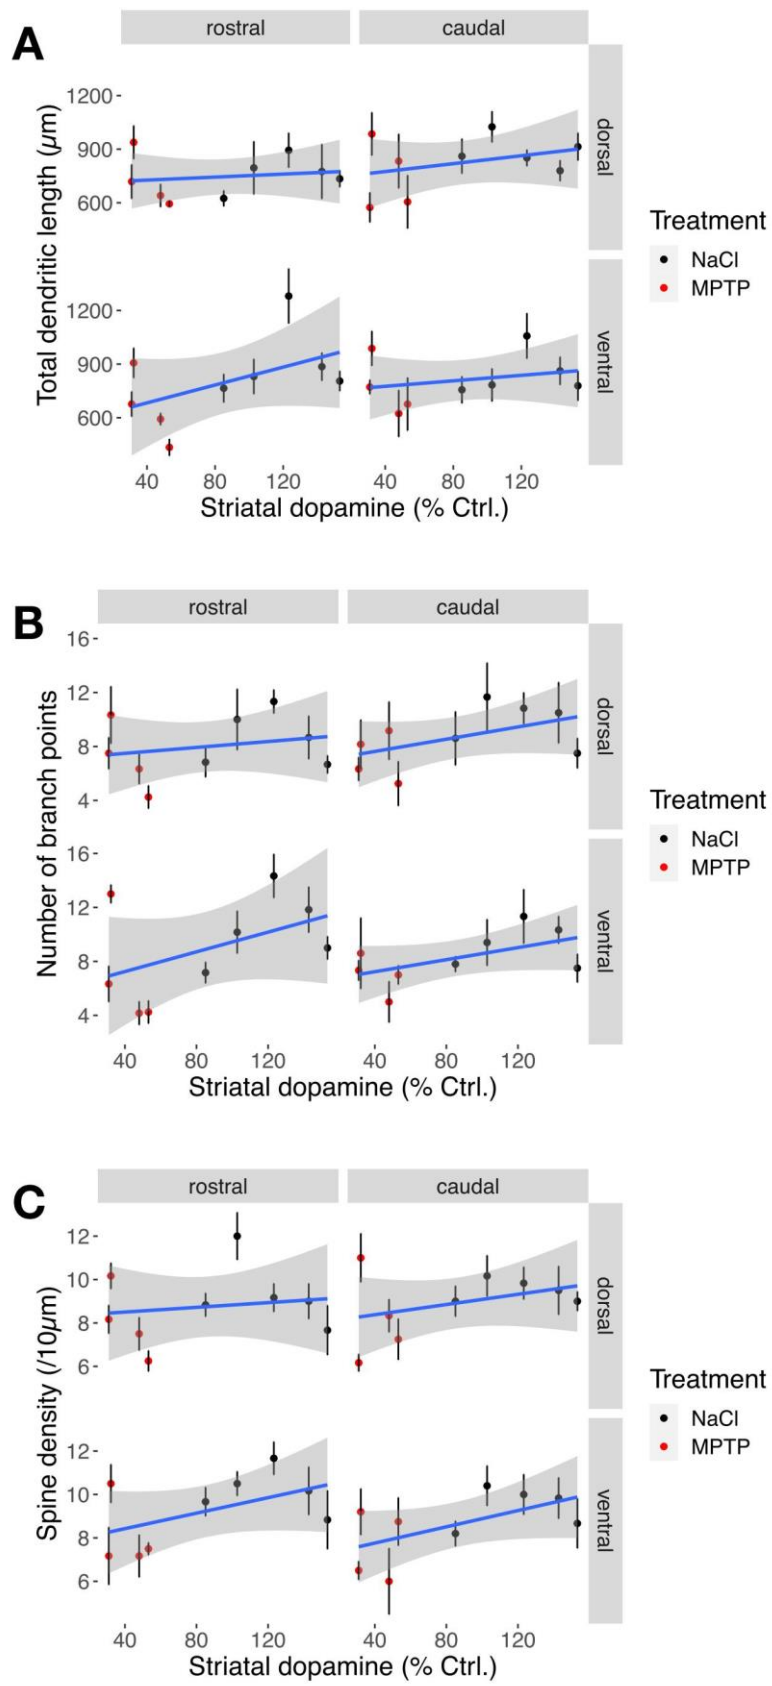 A
rostral
caudal
1200
900
600
dorsal
1200
900
600
ventral
Total dendritic length (µm)
40
80
120
40
80
120
Striatal dopamine (% Ctrl.)
Treatment
NaCl
MPTP
B
rostral
caudal
16
12
8
4
dorsal
16
12
8
4
ventral
Number of branch points
40
80
120
40
80
120
Striatal dopamine (% Ctrl.)
Treatment
NaCl
MPTP
C
rostral
caudal
12
10
8
6
dorsal
12
10
8
6
ventral
Spine density (/10µm)
40
80
120
40
80
120
Striatal dopamine (% Ctrl.)
Treatment
NaCl
MPTP